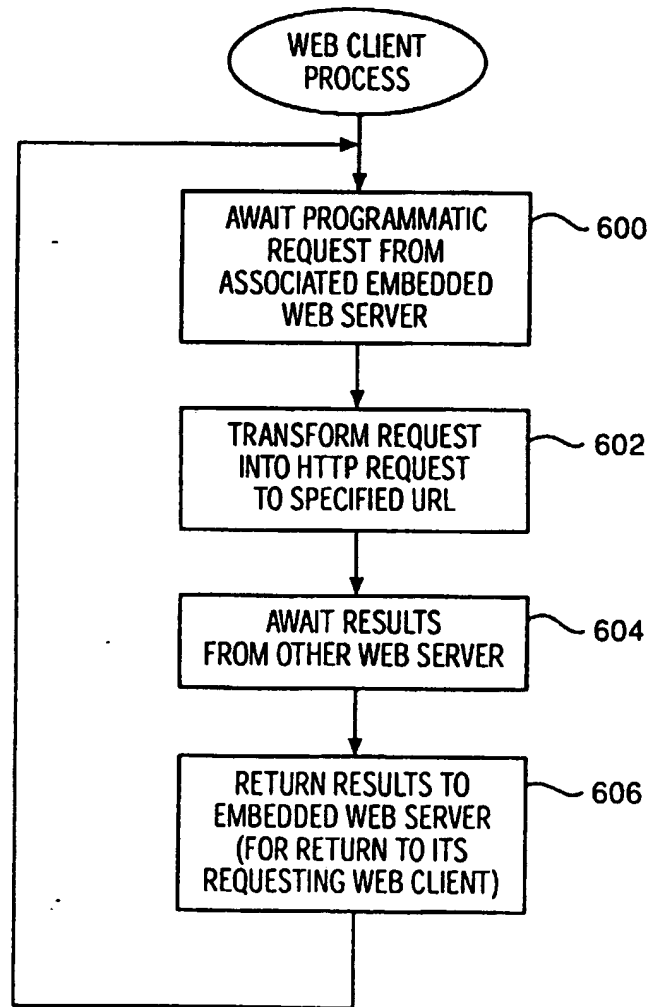 WEB CLIENT
PROCESS
AWAIT PROGRAMMATIC
REQUEST FROM
ASSOCIATED EMBEDDED
WEB SERVER
600
TRANSFORM REQUEST
INTO HTTP REQUEST
TO SPECIFIED URL
602
AWAIT RESULTS
FROM OTHER WEB SERVER
604
RETURN RESULTS TO
EMBEDDED WEB SERVER
(FOR RETURN TO ITS
REQUESTING WEB CLIENT)
606